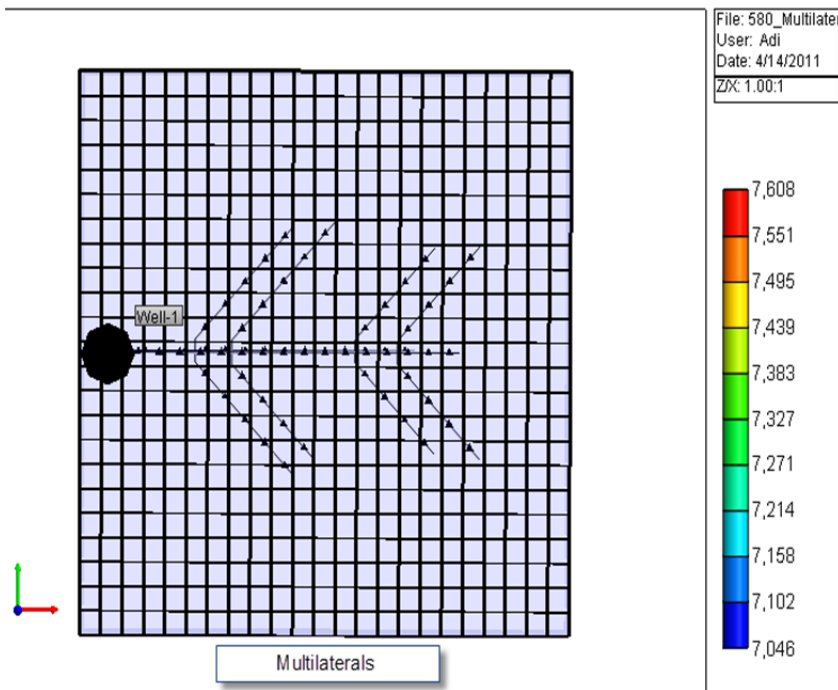 File: 580_Multilater
User: Adi
Date: 4/14/2011
Z/X: 1.00:1
7,608
7,551
7,495
7,439
7,383
7,327
7,271
7,214
7,158
7,102
7,046
Well-1
Multilaterals